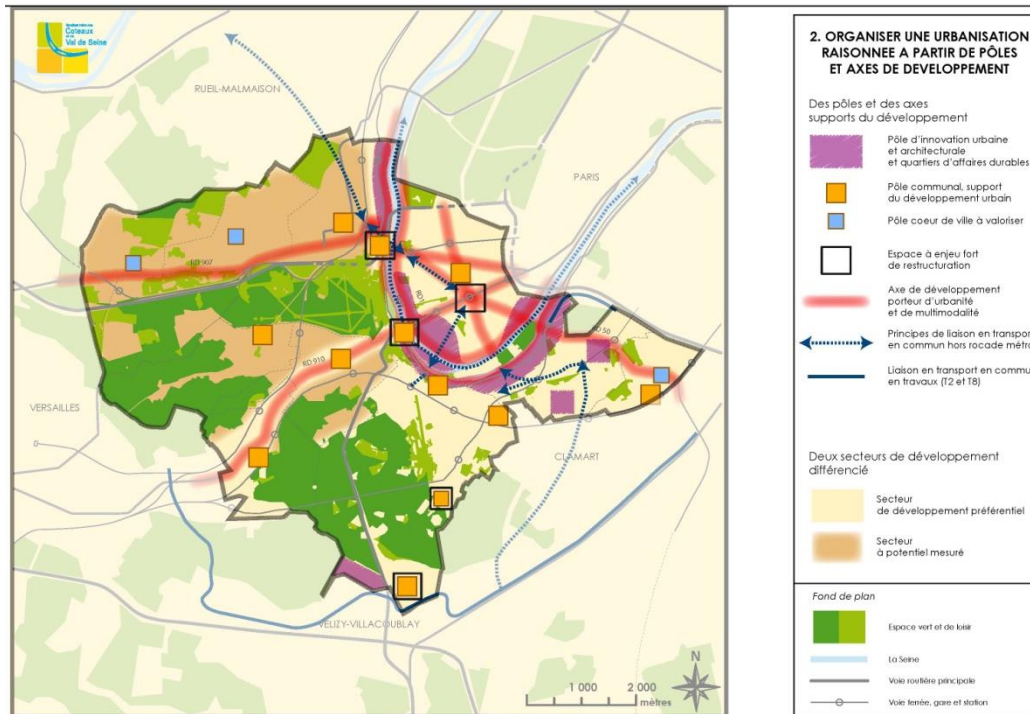 Coteaux
Val de Seine
RUEIL-MALMAISON
PARIS
RD 907
RD 910
RD 50
VERSAILLES
CLAMART
VELIZY-VILLACOUBLAY
N
1 000
2 000
mètres
2. ORGANISER UNE URBANISATION
RAISONNEE A PARTIR DE PÔLES
ET AXES DE DEVELOPPEMENT
Des pôles et des axes
supports du développement
Pôle d'innovation urbaine
et architecturale
et quartiers d'affaires durables
Pôle communal, support
du développement urbain
Pôle coeur de ville à valoriser
Espace à enjeu fort
de restructuration
Axe de développement
porteur d'urbanité
et de multimodalité
Principes de liaison en transport
en commun hors rocade métro
Liaison en transport en commu
en travaux (T2 et T8)
Deux secteurs de développement
différencié
Secteur
de développement préférentiel
Secteur
à potentiel mesuré
Fond de plan
Espace vert et de loisir
La Seine
Voie routière principale
Voie ferrée, gare et station